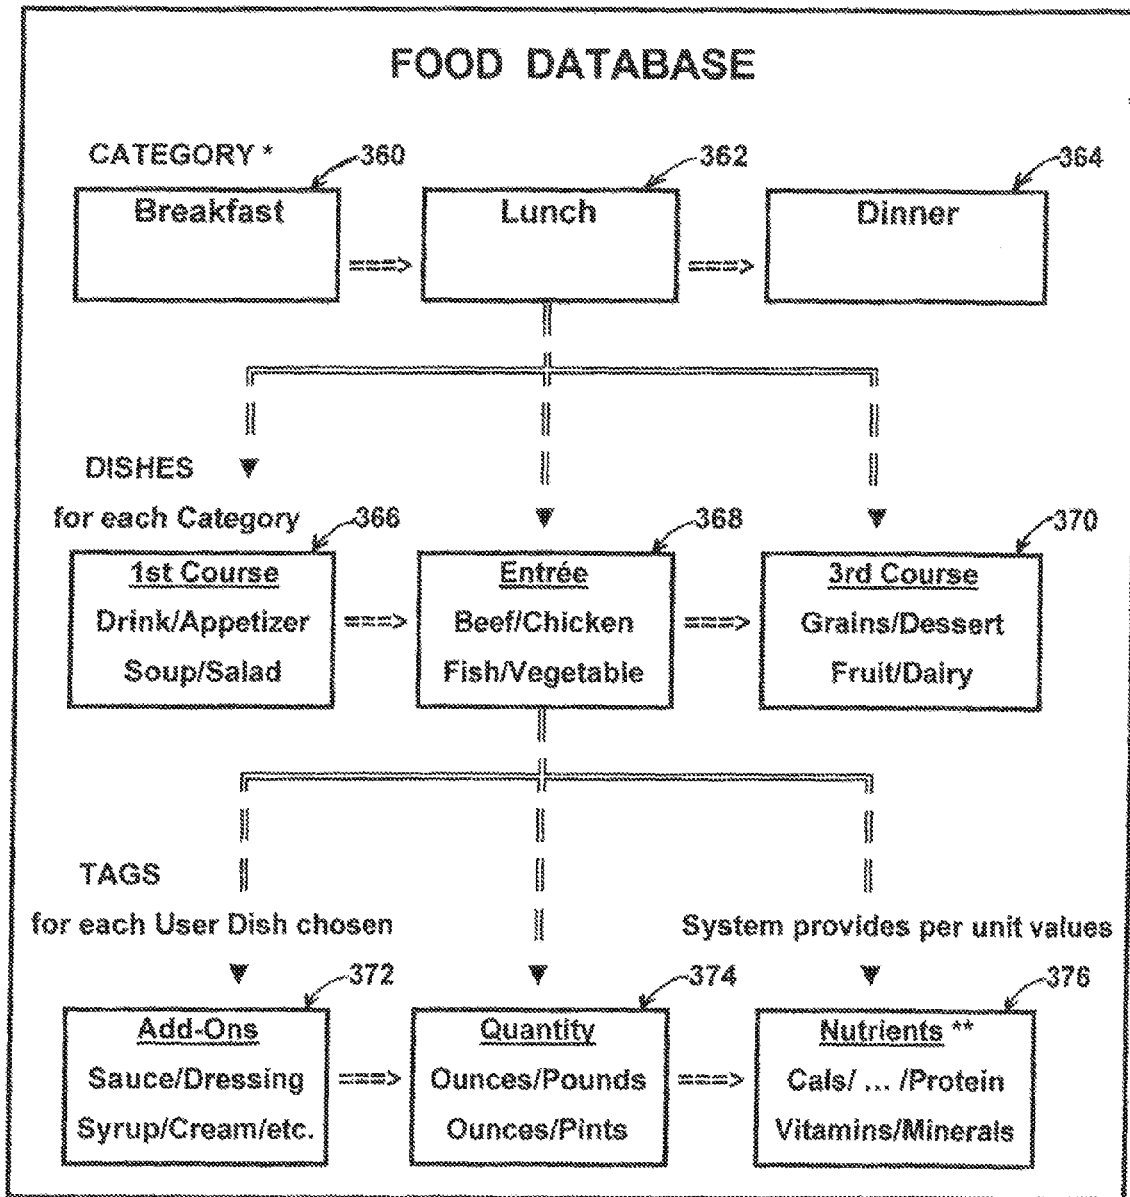 FOOD DATABASE
CATEGORY *
360
362
364
Breakfast
Lunch
Dinner
===>
===>
DISHES
for each Category
366
368
370
1st Course
Drink/Appetizer
Soup/Salad
===>
Entrée
Beef/Chicken
Fish/Vegetable
===>
3rd Course
Grains/Dessert
Fruit/Dairy
TAGS
for each User Dish chosen
System provides per unit values
372
374
376
Add-Ons
Sauce/Dressing
Syrup/Cream/etc.
===>
Quantity
Ounces/Pounds
Ounces/Pints
===>
Nutrients **
Cals/ ... /Protein
Vitamins/Minerals